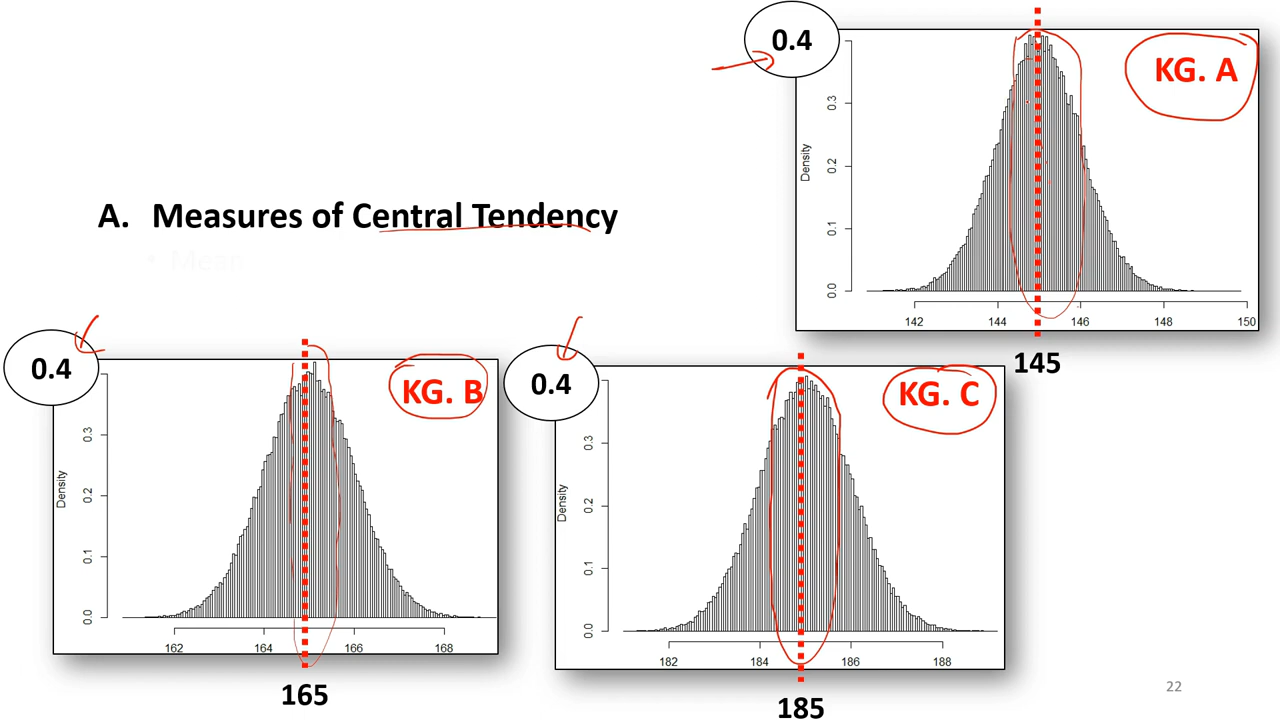 0.4
KG. A
0.3
Density
0.2
0.1
0.0
142 144 146 148 150
145
A. Measures of Central Tendency
• Mean
0.4
KG. B
0.3
Density
0.2
0.1
0.0
162 164 166 168
165
0.4
KG. C
0.3
Density
0.2
0.1
0.0
182 184 186 188
185
22